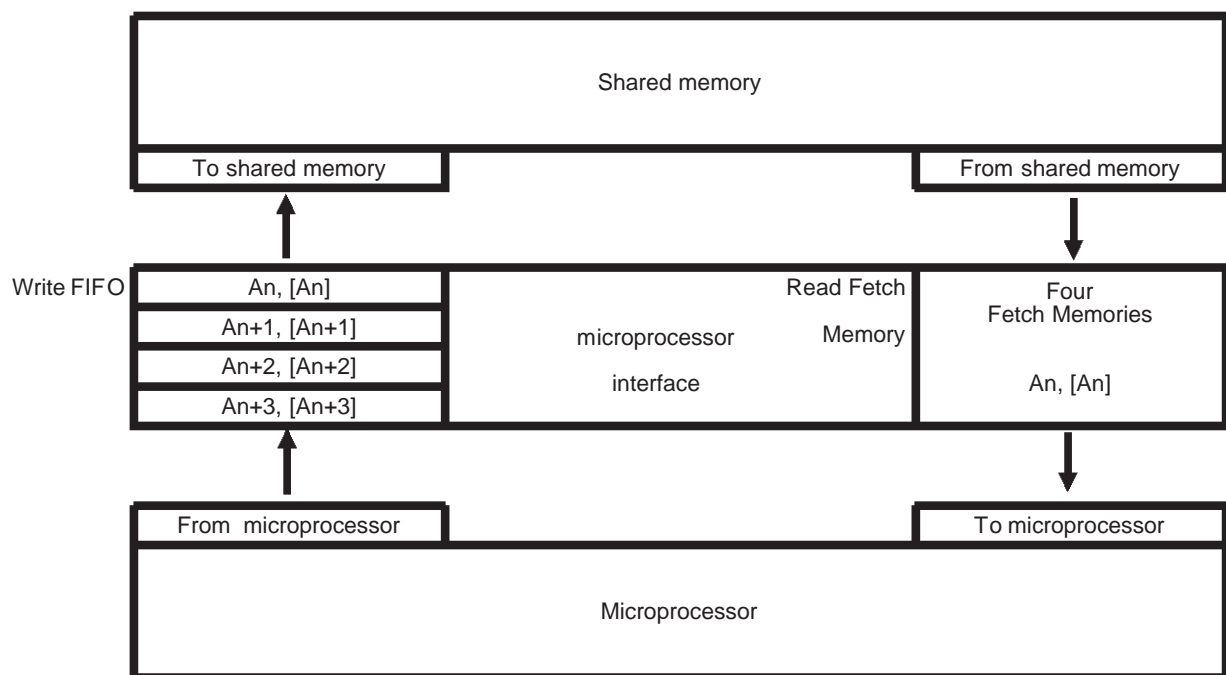 Shared memory
To shared memory
From shared memory
Write FIFO
An, [An]
An+1, [An+1]
An+2, [An+2]
An+3, [An+3]
microprocessor
interface
Read Fetch
Memory
Four
Fetch Memories
An, [An]
From microprocessor
To microprocessor
Microprocessor